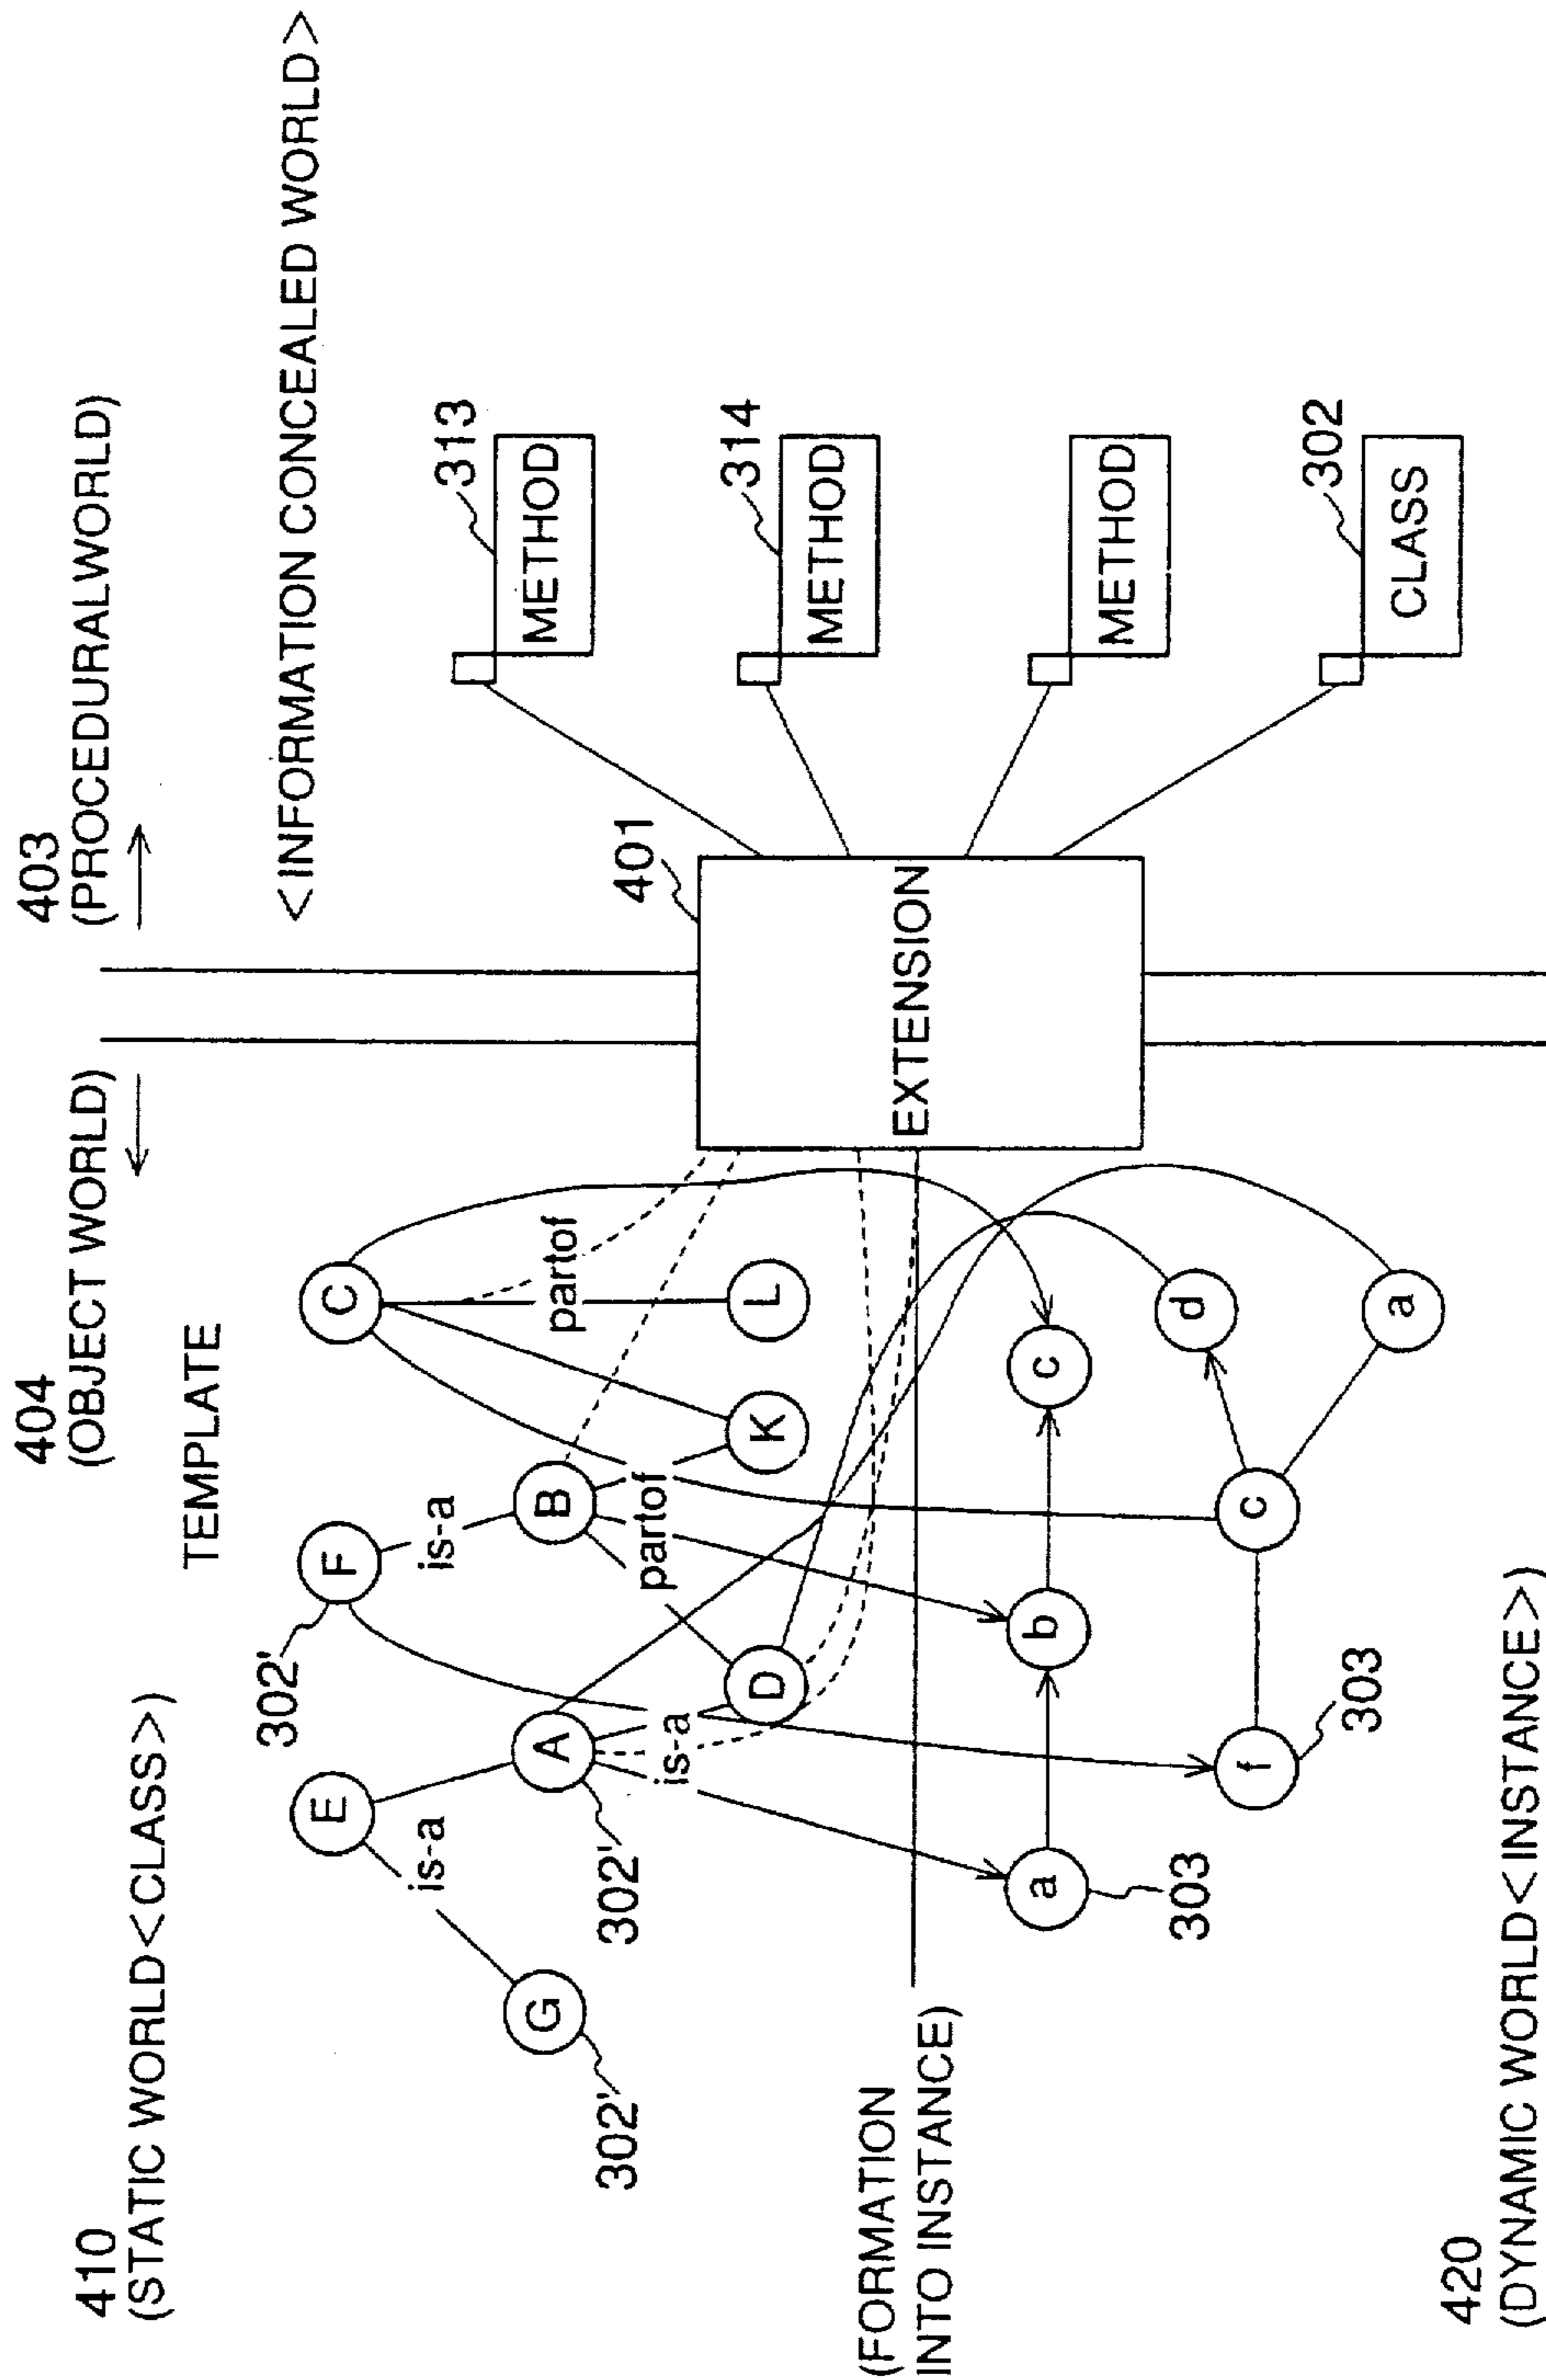 410
(STATIC WORLD<CLASS>)
404
(OBJECT WORLD)
403
(PROCEDURALWORLD)
TEMPLATE
<INFORMATION CONCEALED WORLD>
302'
E
F
C
is-a
is-a
G
A
B
partof
302'
302'
is-a
partof
D
K
L
401
EXTENSION
313
METHOD
314
METHOD
METHOD
302
CLASS
(FORMATION
INTO INSTANCE)
a
b
c
303
f
c
d
303
a
420
(DYNAMIC WORLD<INSTANCE>)